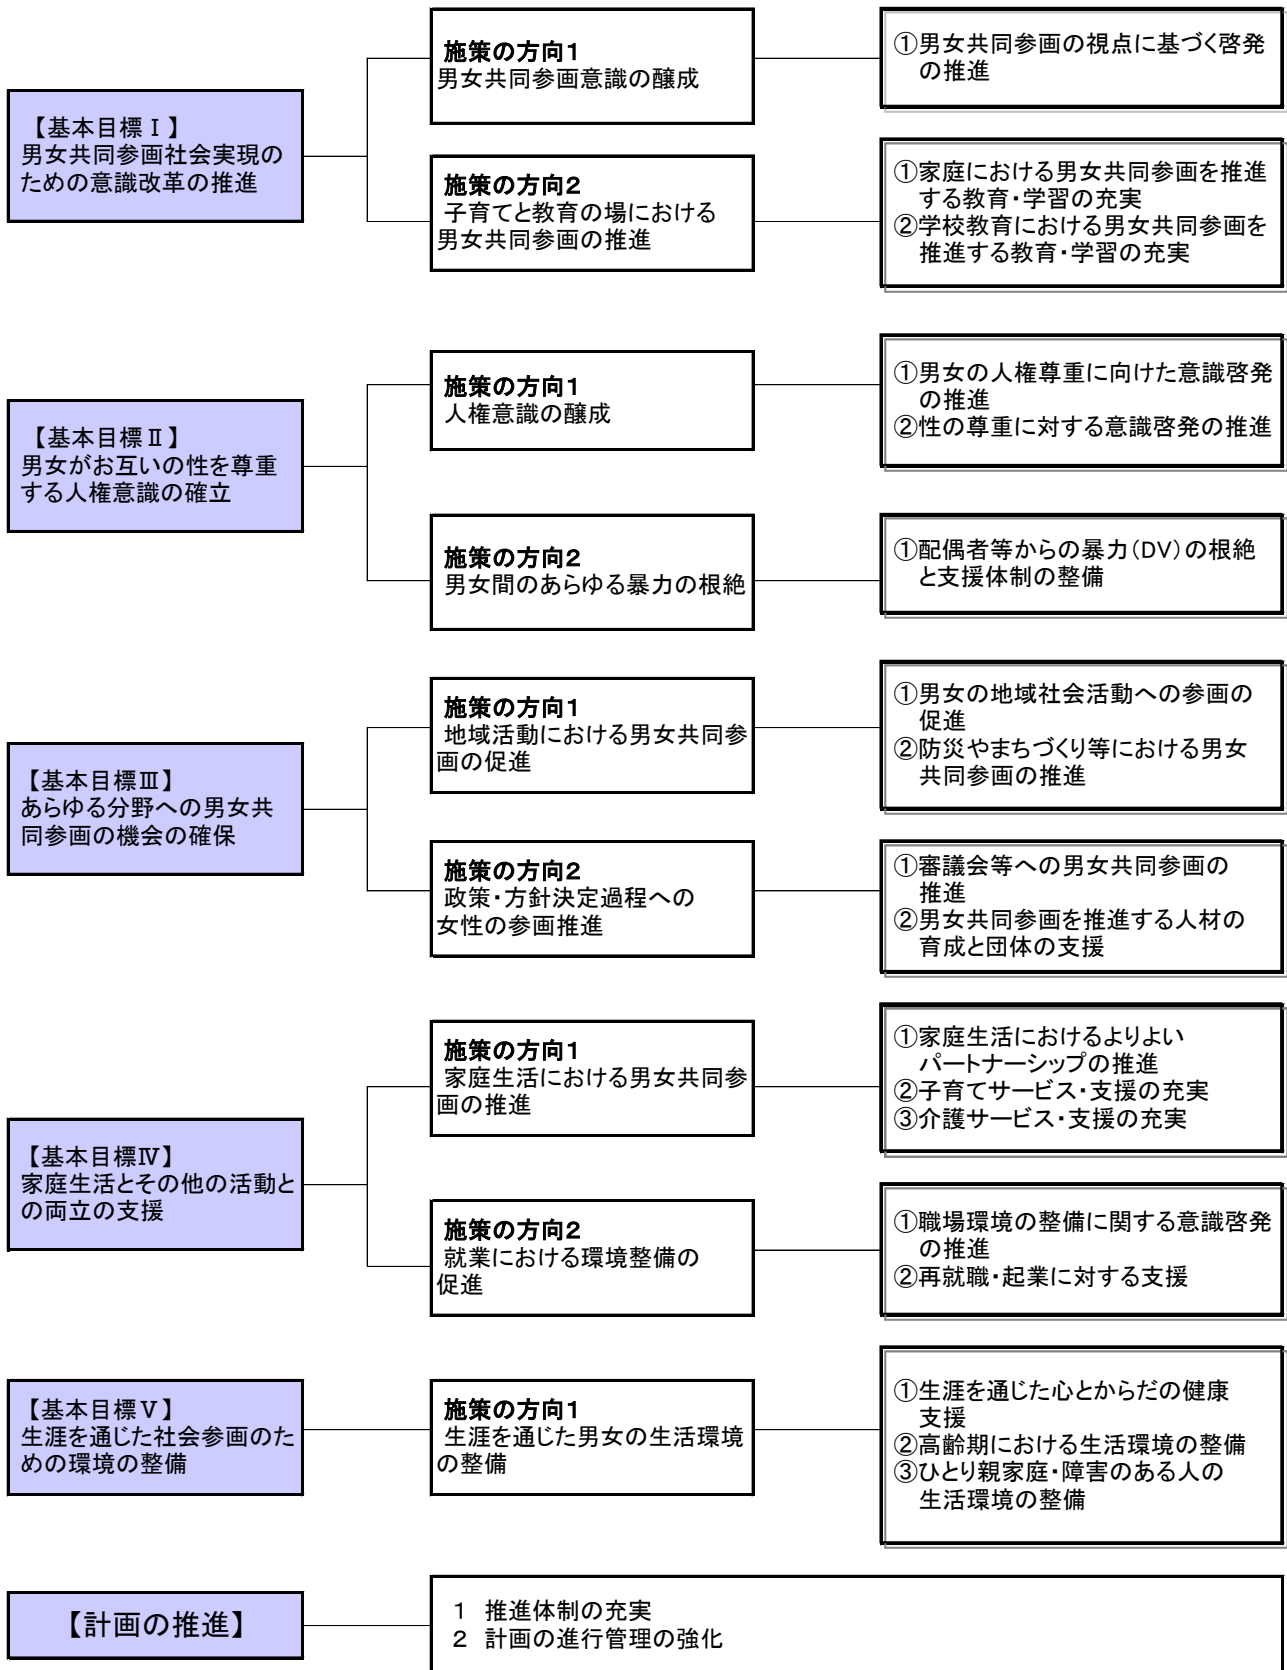 【基本目標Ⅰ】
男女共同参画社会実現の
ための意識改革の推進
施策の方向1
男女共同参画意識の醸成
①男女共同参画の視点に基づく啓発
の推進
施策の方向2
子育てと教育の場における
男女共同参画の推進
①家庭における男女共同参画を推進
する教育・学習の充実
②学校教育における男女共同参画を
推進する教育・学習の充実
【基本目標Ⅱ】
男女がお互いの性を尊重
する人権意識の確立
施策の方向1
人権意識の醸成
①男女の人権尊重に向けた意識啓発
の推進
②性の尊重に対する意識啓発の推進
施策の方向2
男女間のあらゆる暴力の根絶
①配偶者等からの暴力(DV)の根絶
と支援体制の整備
【基本目標Ⅲ】
あらゆる分野への男女共
同参画の機会の確保
施策の方向1
地域活動における男女共同参
画の促進
①男女の地域社会活動への参画の
促進
②防災やまちづくり等における男女
共同参画の推進
施策の方向2
政策・方針決定過程への
女性の参画推進
①審議会等への男女共同参画の
推進
②男女共同参画を推進する人材の
育成と団体の支援
【基本目標Ⅳ】
家庭生活とその他の活動と
の両立の支援
施策の方向1
家庭生活における男女共同参
画の推進
①家庭生活におけるよりよい
パートナーシップの推進
②子育てサービス・支援の充実
③介護サービス・支援の充実
施策の方向2
就業における環境整備の
促進
①職場環境の整備に関する意識啓発
の推進
②再就職・起業に対する支援
【基本目標Ⅴ】
生涯を通じた社会参画のた
めの環境の整備
施策の方向1
生涯を通じた男女の生活環境
の整備
①生涯を通じた心とからだの健康
支援
②高齢期における生活環境の整備
③ひとり親家庭・障害のある人の
生活環境の整備
【計画の推進】
1 推進体制の充実
2 計画の進行管理の強化